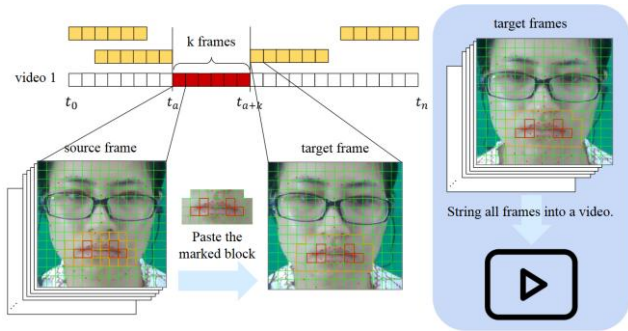 k frames
video 1
t₀
tₐ
tₐ₊ₖ
tₙ
source frame
target frame
Paste the
marked block
target frames
String all frames into a video.